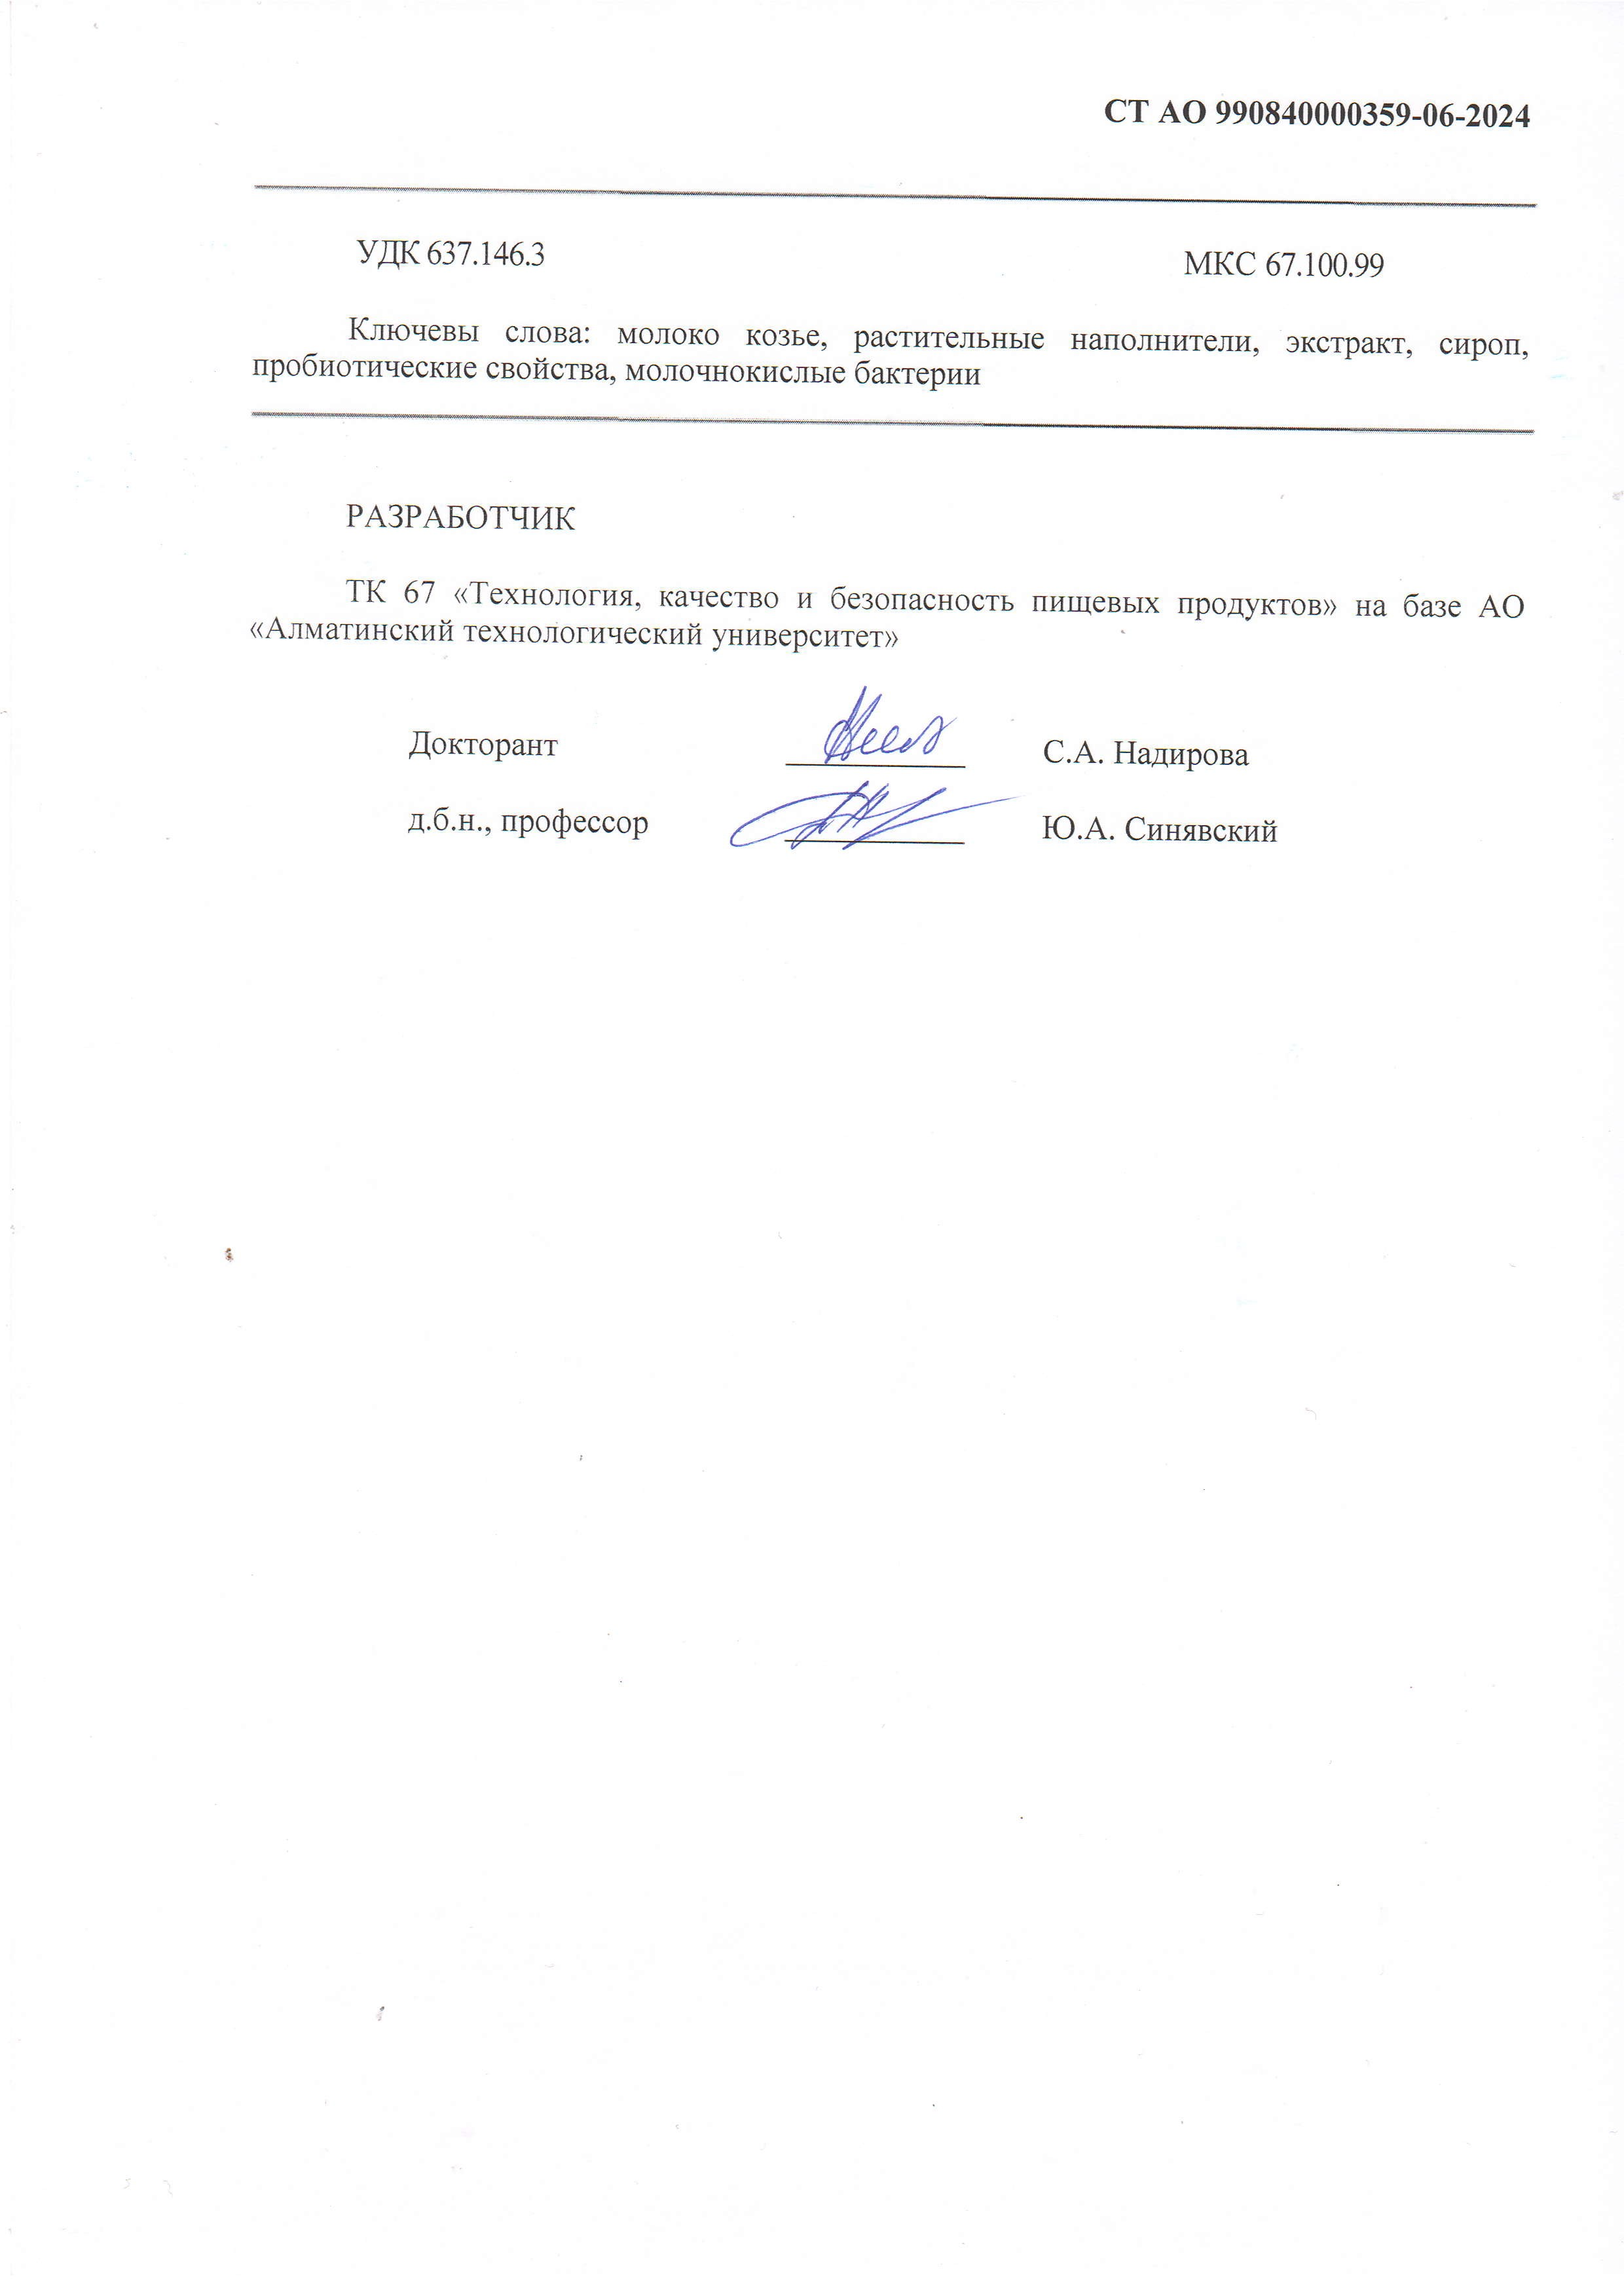 СТ АО 990840000359-06-2024
УДК 637.146.3 МКС 67.100.99
Ключевы слова: молоко козье, растительные наполнители, экстракт, сироп,
пробиотические свойства, молочнокислые бактерии
РАЗРАБОТЧИК
ТК 67 «Технология, качество и безопасность пищевых продуктов» на базе АО
«Алматинский технологический университет»
Докторант С.А. Надирова
д.б.н., профессор Ю.А. Синявский